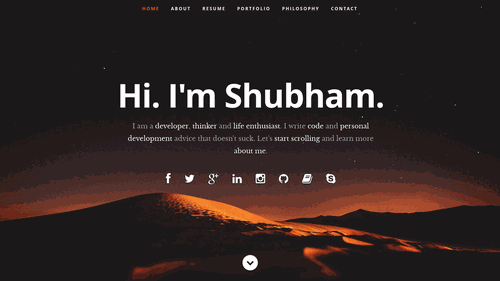 HOME ABOUT RESUME PORTFOLIO PHILOSOPHY CONTACT
Hi. I'm Shubham.
I am a developer, thinker and life enthusiast. I write code and personal
development advice that doesn't suck. Let's start scrolling and learn more
about me.